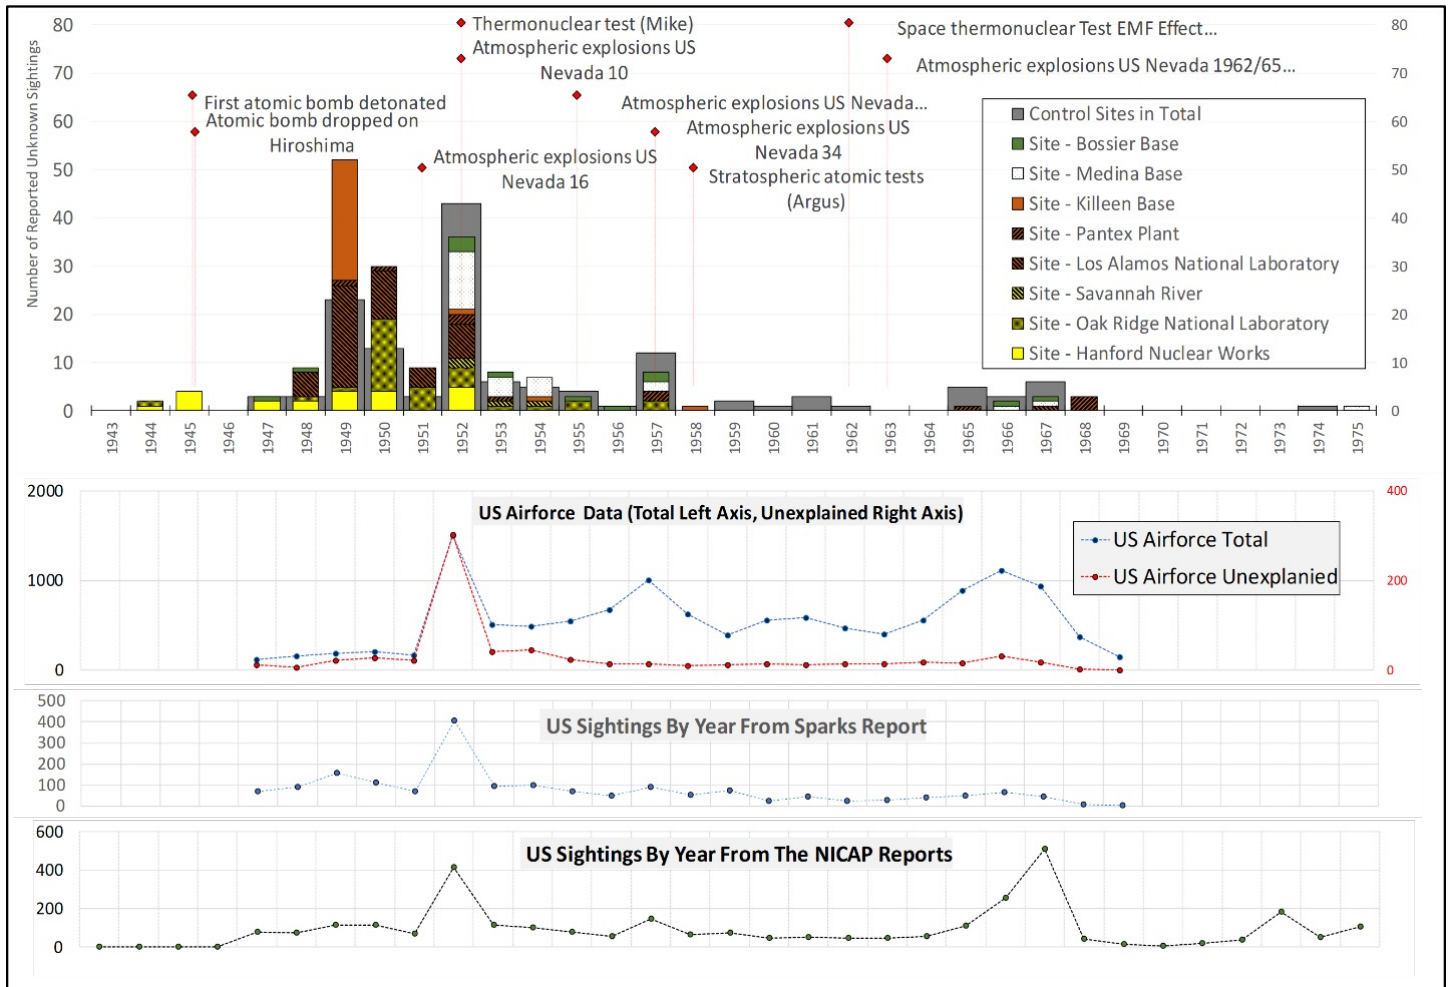 80
70
60
50
40
30
20
10
0
Number of Reported Unknown Sightings
80
70
60
50
40
30
20
10
0
Thermonuclear test (Mike)
Atmospheric explosions US
Nevada 10
Space thermonuclear Test EMF Effect...
Atmospheric explosions US Nevada 1962/65...
First atomic bomb detonated
Atomic bomb dropped on
Hiroshima
Atmospheric explosions US Nevada...
Atmospheric explosions US
Nevada 34
Atmospheric explosions US
Nevada 16
Stratospheric atomic tests
(Argus)
Control Sites in Total
Site - Bossier Base
Site - Medina Base
Site - Killeen Base
Site - Pantex Plant
Site - Los Alamos National Laboratory
Site - Savannah River
Site - Oak Ridge National Laboratory
Site - Hanford Nuclear Works
1943
1944
1945
1946
1947
1948
1949
1950
1951
1952
1953
1954
1955
1956
1957
1958
1959
1960
1961
1962
1963
1964
1965
1966
1967
1968
1969
1970
1971
1972
1973
1974
1975
2000
1000
0
US Airforce Data (Total Left Axis, Unexplained Right Axis)
US Airforce Total
US Airforce Unexplanied
400
200
0
500
400
300
200
100
0
US Sightings By Year From Sparks Report
600
400
200
0
US Sightings By Year From The NICAP Reports